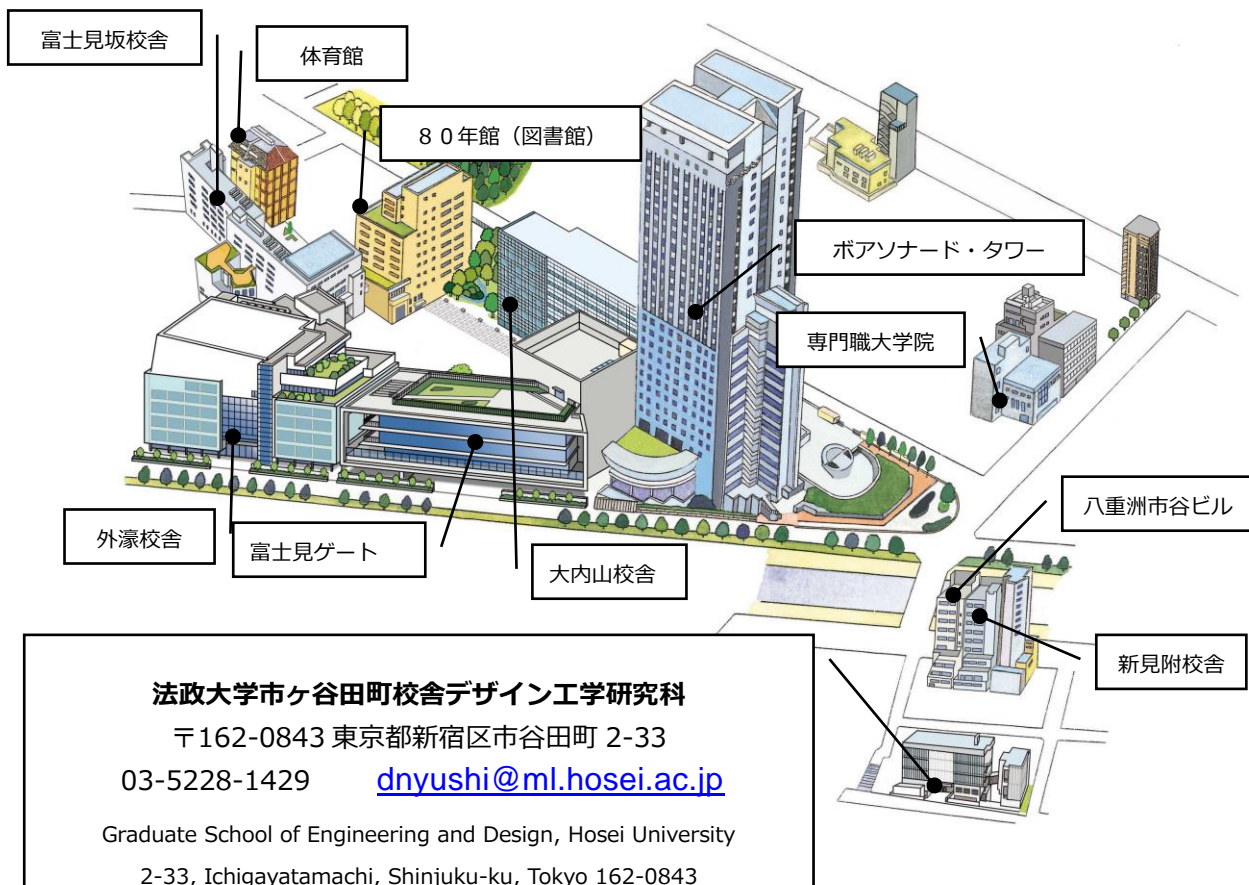 富士見坂校舎
体育館
８０年館（図書館）
ボアソナード・タワー
専門職大学院
八重洲市谷ビル
外濠校舎
富士見ゲート
大内山校舎
新見附校舎
法政大学市ヶ谷田町校舎デザイン工学研究科
〒162-0843 東京都新宿区市谷田町 2-33
03-5228-1429 dnyushi@ml.hosei.ac.jp
Graduate School of Engineering and Design, Hosei University
2-33, Ichigayatamachi, Shinjuku-ku, Tokyo 162-0843